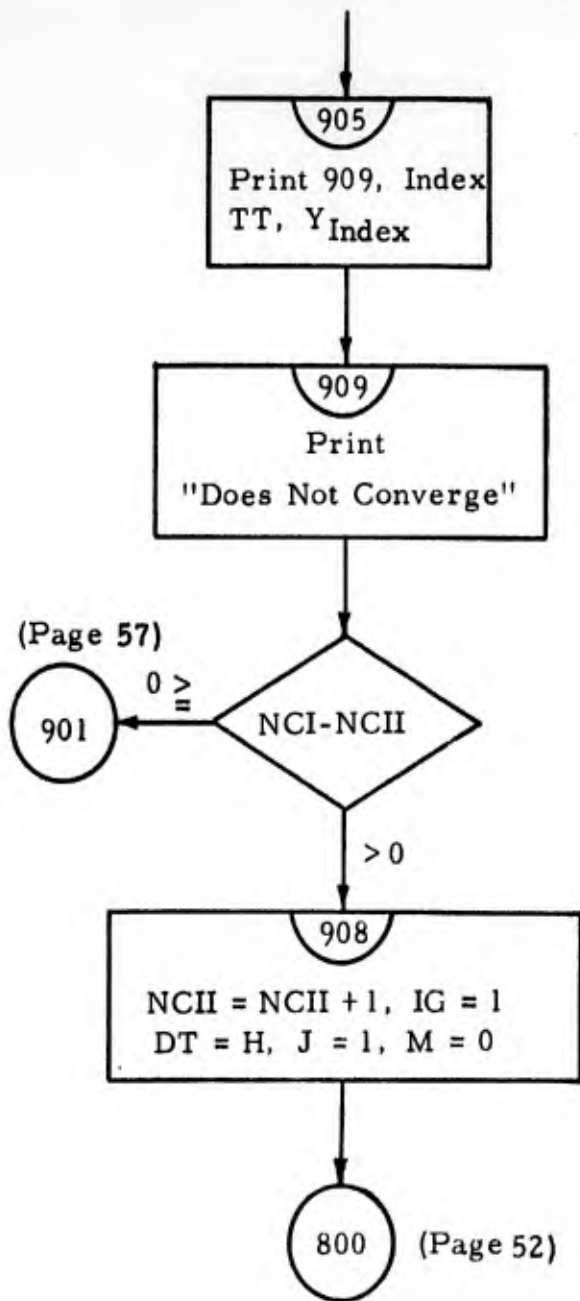 905
Print 909, Index
TT, Y Index
909
Print
"Does Not Converge"
(Page 57)
0 ≥
901
NCI-NCII
> 0
908
NCII = NCII + 1, IG = 1
DT = H, J = 1, M = 0
800
(Page 52)